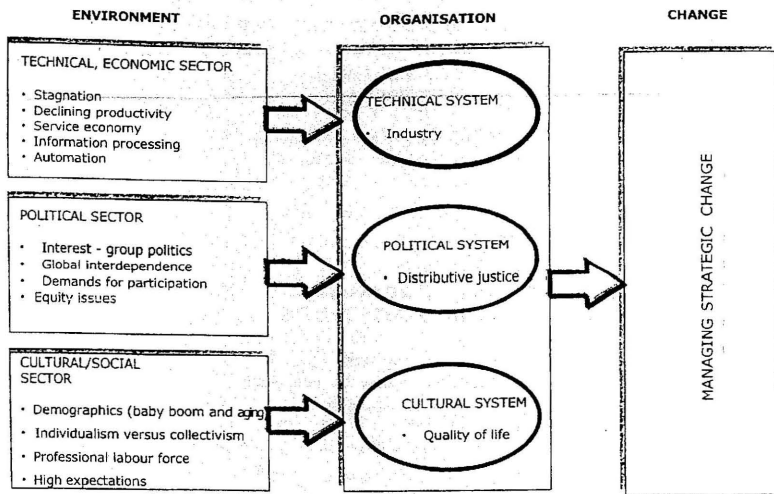 ENVIRONMENT
ORGANISATION
CHANGE
TECHNICAL, ECONOMIC SECTOR
• Stagnation
• Declining productivity
• Service economy
• Information processing
• Automation
TECHNICAL SYSTEM
• Industry
POLITICAL SECTOR
• Interest - group politics
• Global interdependence
• Demands for participation
• Equity issues
POLITICAL SYSTEM
• Distributive justice
CULTURAL/SOCIAL
SECTOR
• Demographics (baby boom and aging)
• Individualism versus collectivism
• Professional labour force
• High expectations
CULTURAL SYSTEM
• Quality of life
MANAGING STRATEGIC CHANGE